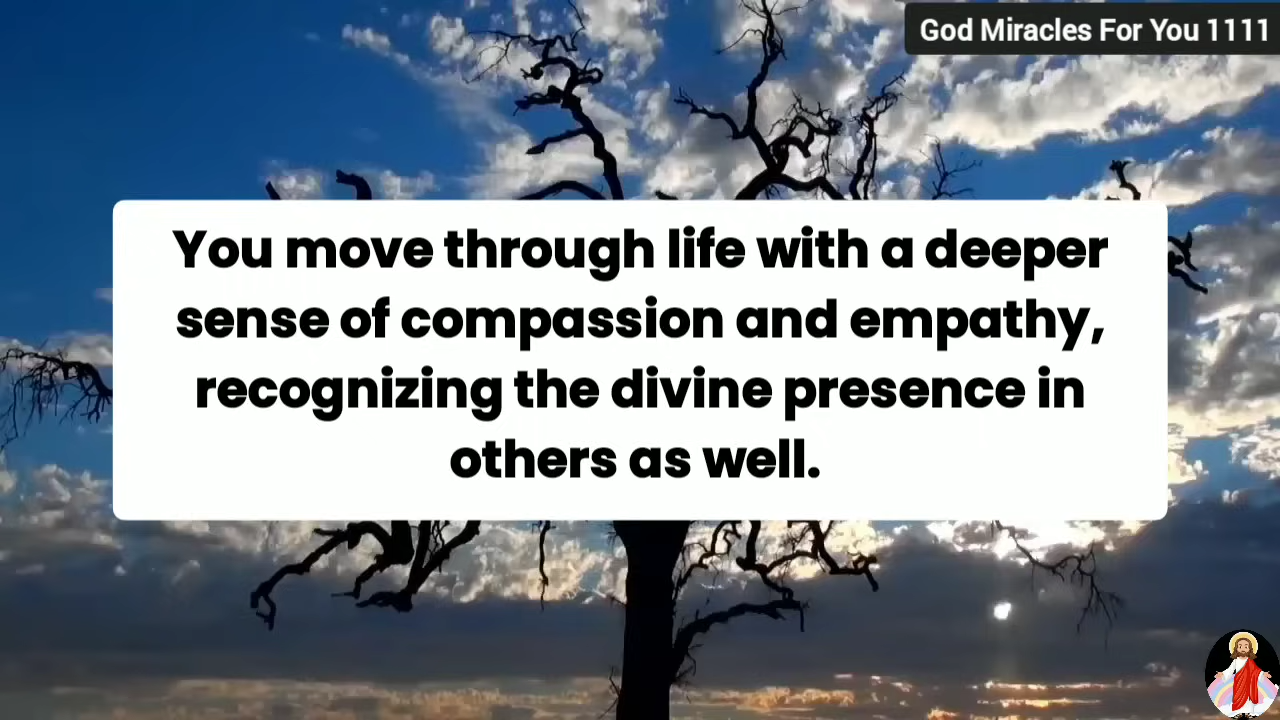 God Miracles For You 1111
You move through life with a deeper
sense of compassion and empathy,
recognizing the divine presence in
others as well.